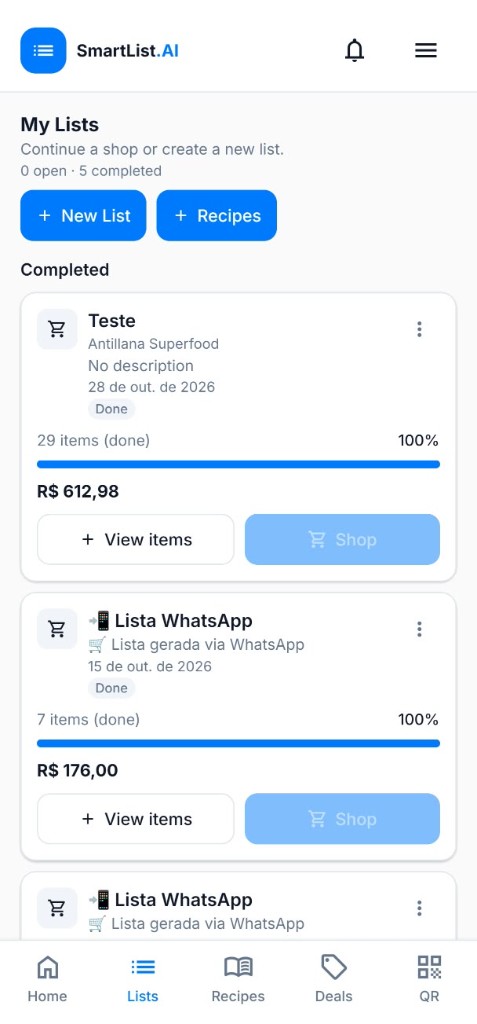 SmartList.AI
My Lists
Continue a shop or create a new list.
0 open · 5 completed
+ New List
+ Recipes
Completed
Teste
Antillana Superfood
No description
28 de out. de 2026
Done
29 items (done) 100%
R$ 612,98
+ View items
Shop
📲 Lista WhatsApp
🛒 Lista gerada via WhatsApp
15 de out. de 2026
Done
7 items (done) 100%
R$ 176,00
+ View items
Shop
📲 Lista WhatsApp
🛒 Lista gerada via WhatsApp
Home Lists Recipes Deals QR